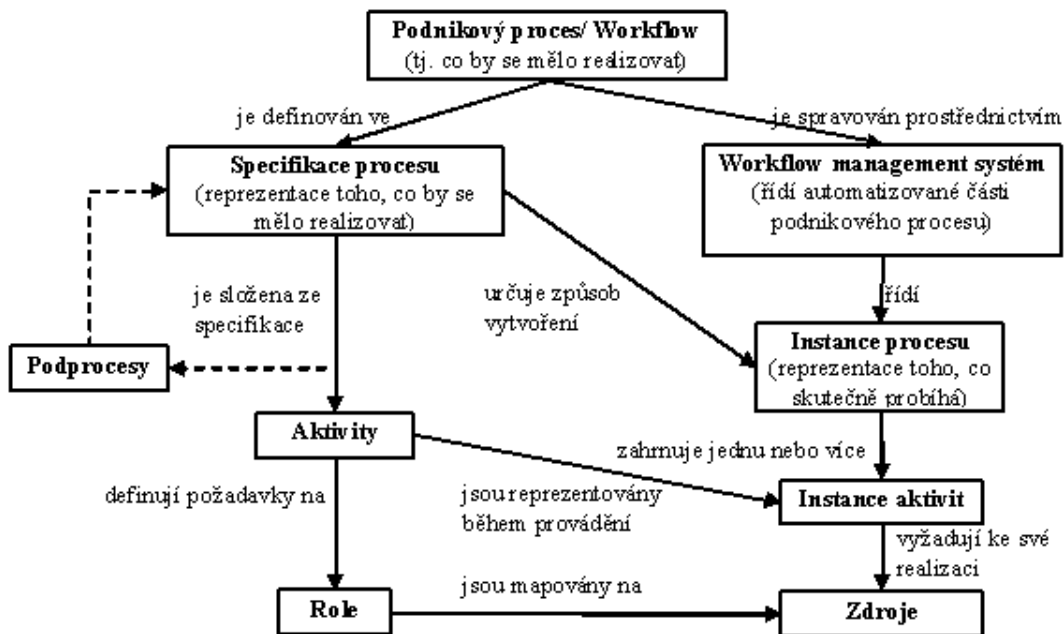 Podnikový proces/ Workflow
(tj. co by se mělo realizovat)
je definován ve
je spravován prostřednictvím
Specifikace procesu
(reprezentace toho, co by se
mělo realizovat)
Workflow management systém
(řídí automatizované části
podnikového procesu)
je složena ze
specifikace
určuje způsob
vytvoření
řídí
Podprocesy
Instance procesu
(reprezentace toho, co
skutečně probíhá)
Aktivity
zahrnuje jednu nebo více
definují požadavky na
jsou reprezentovány
během provádění
Instance aktivit
vyžadují ke své
realizaci
Role
jsou mapovány na
Zdroje